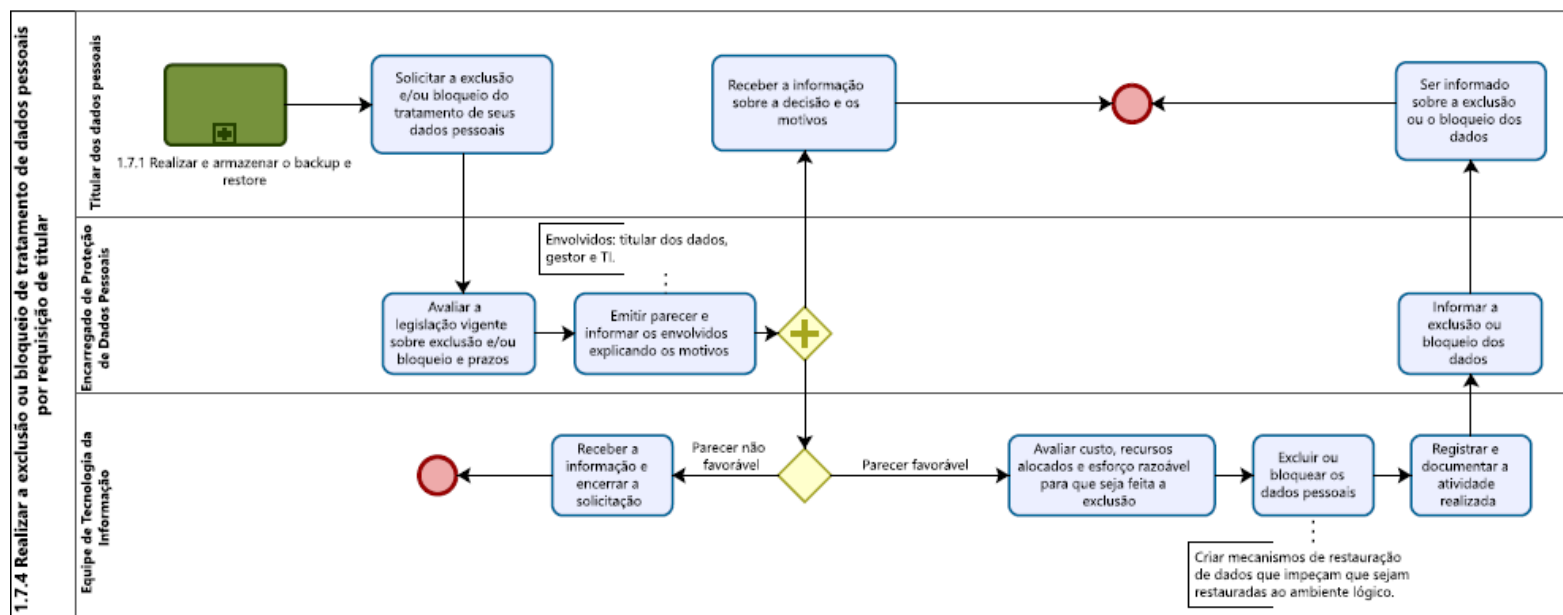 1.7.4 Realizar a exclusão ou bloqueio de tratamento de dados pessoais
por requisição de titular
Titular dos dados pessoais
1.7.1 Realizar e armazenar o backup e
restore
Solicitar a exclusão
e/ou bloqueio do
tratamento de seus
dados pessoais
Receber a informação
sobre a decisão e os
motivos
Ser informado
sobre a exclusão
ou o bloqueio dos
dados
Encarregado de Proteção
de Dados Pessoais
Avaliar a
legislação vigente
sobre exclusão e/ou
bloqueio e prazos
Envolvidos: titular dos dados,
gestor e TI.
Emitir parecer e
informar os envolvidos
explicando os motivos
Informar a
exclusão ou
bloqueio dos
dados
Equipe de Tecnologia da
Informação
Receber a
informação e
encerrar a
solicitação
Parecer não
favorável
Parecer favorável
Avaliar custo, recursos
alocados e esforço razoável
para que seja feita a
exclusão
Excluir ou
bloquear os
dados pessoais
Registrar e
documentar a
atividade
realizada
Criar mecanismos de restauração
de dados que impeçam que sejam
restauradas ao ambiente lógico.